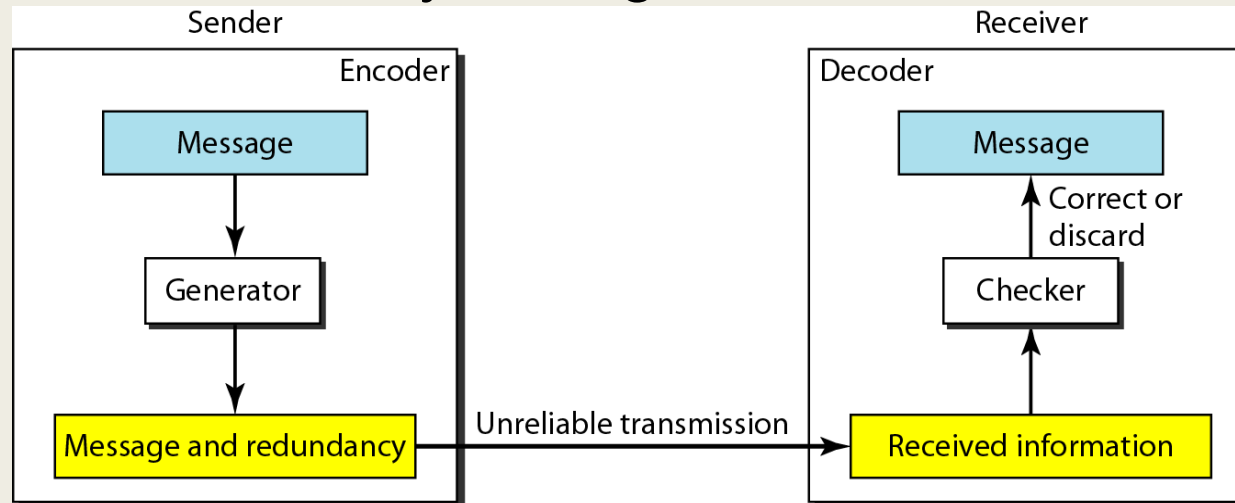 Sender
Receiver
Encoder
Decoder
Message
Message
Correct or
discard
Generator
Checker
Unreliable transmission
Message and redundancy
Received information